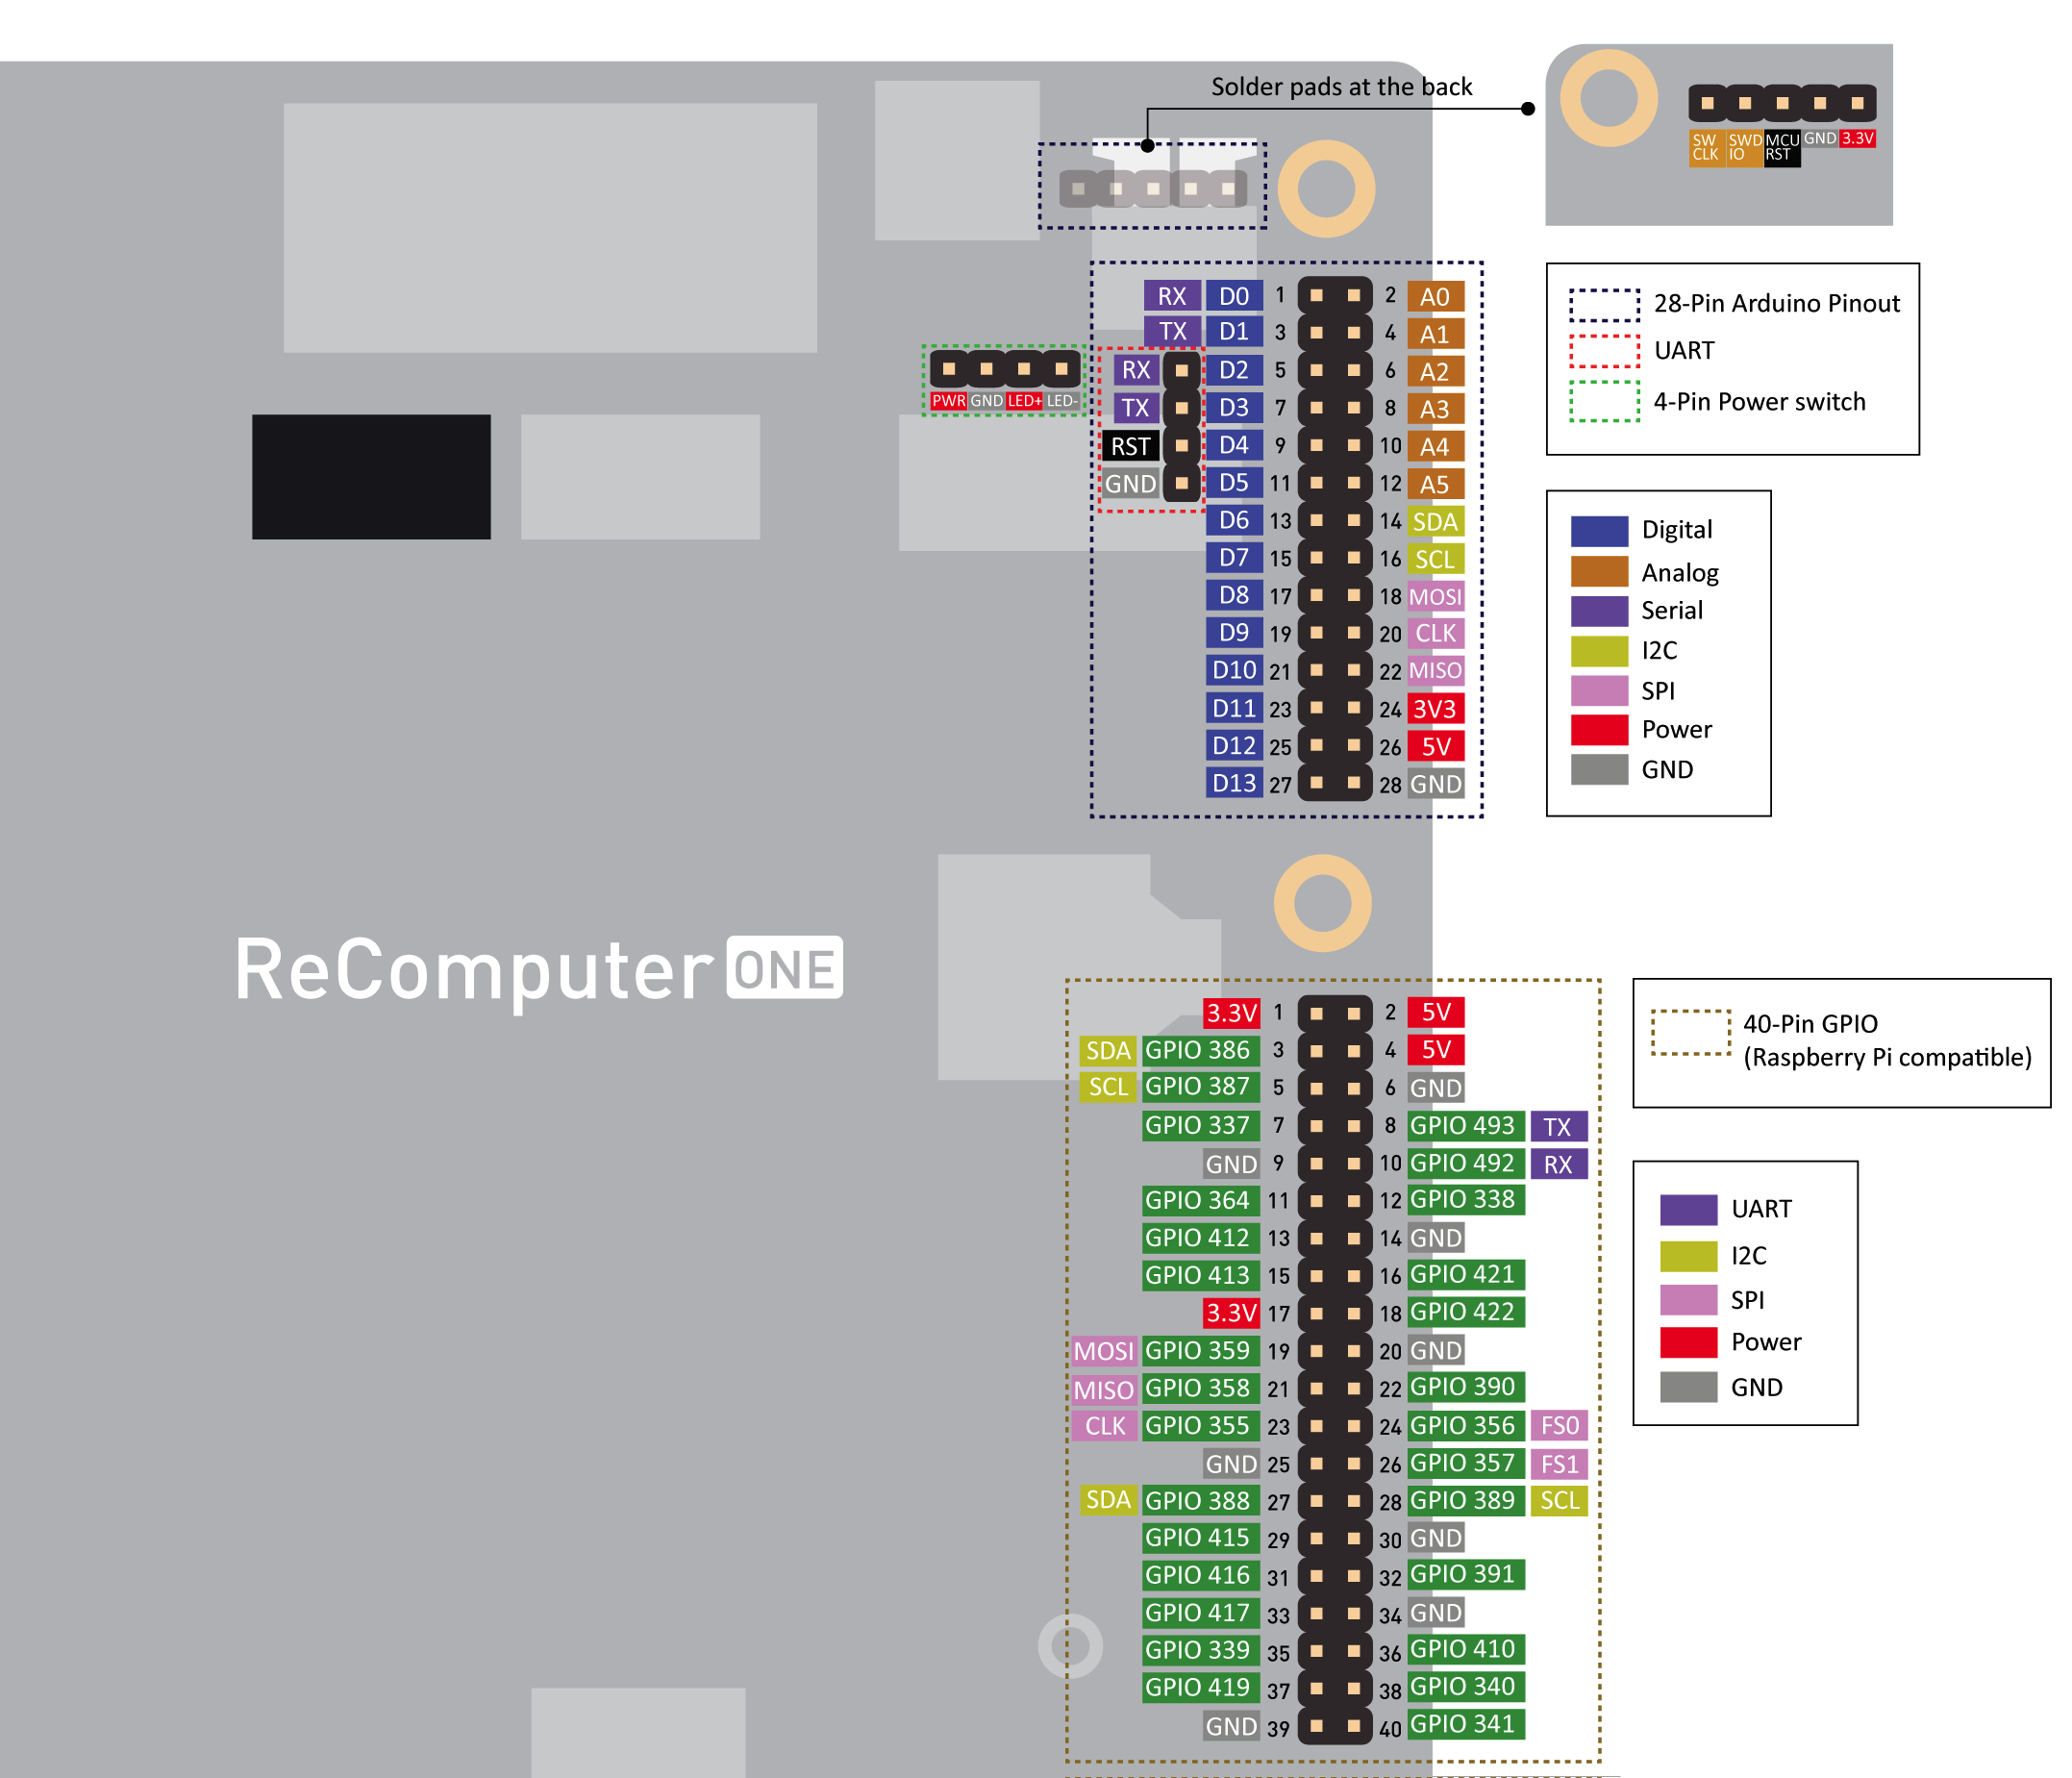 Solder pads at the back
SW CLK
SWD IO
MCU RST
GND
3.3V
RX D0 1 2 A0
TX D1 3 4 A1
RX D2 5 6 A2
TX D3 7 8 A3
RST D4 9 10 A4
GND D5 11 12 A5
D6 13 14 SDA
D7 15 16 SCL
D8 17 18 MOSI
D9 19 20 CLK
D10 21 22 MISO
D11 23 24 3V3
D12 25 26 5V
D13 27 28 GND
PWR GND LED+ LED-
28-Pin Arduino Pinout
UART
4-Pin Power switch
Digital
Analog
Serial
I2C
SPI
Power
GND
ReComputer ONE
3.3V 1 2 5V
SDA GPIO 386 3 4 5V
SCL GPIO 387 5 6 GND
GPIO 337 7 8 GPIO 493 TX
GND 9 10 GPIO 492 RX
GPIO 364 11 12 GPIO 338
GPIO 412 13 14 GND
GPIO 413 15 16 GPIO 421
3.3V 17 18 GPIO 422
MOSI GPIO 359 19 20 GND
MISO GPIO 358 21 22 GPIO 390
CLK GPIO 355 23 24 GPIO 356 FS0
GND 25 26 GPIO 357 FS1
SDA GPIO 388 27 28 GPIO 389 SCL
GPIO 415 29 30 GND
GPIO 416 31 32 GPIO 391
GPIO 417 33 34 GND
GPIO 339 35 36 GPIO 410
GPIO 419 37 38 GPIO 340
GND 39 40 GPIO 341
40-Pin GPIO
(Raspberry Pi compatible)
UART
I2C
SPI
Power
GND